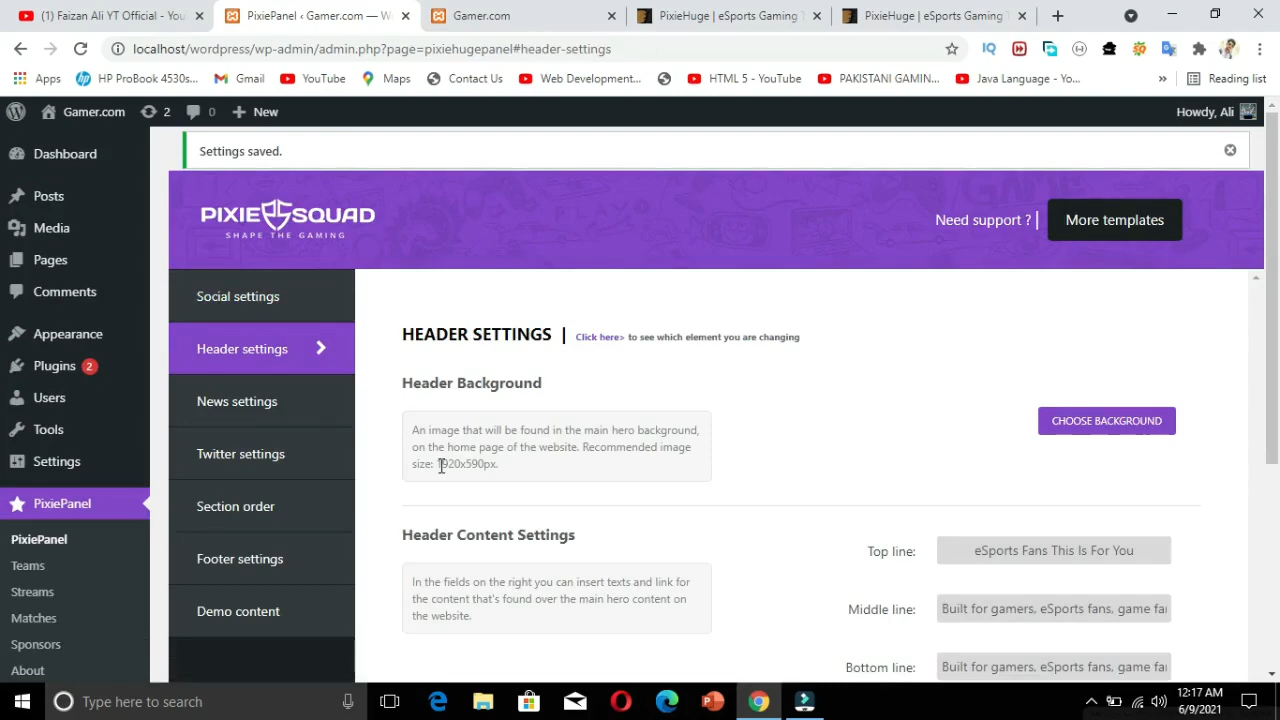 (1) Faizan Ali YT Official - You
PixiePanel ‹ Gamer.com — W
Gamer.com
PixieHuge | eSports Gaming T
PixieHuge | eSports Gaming T
localhost/wordpress/wp-admin/admin.php?page=pixiehugepanel#header-settings
Apps
HP ProBook 4530s...
Gmail
YouTube
Maps
Contact Us
Web Development...
HTML 5 - YouTube
PAKISTANI GAMIN...
Java Language - Yo...
Reading list
Gamer.com
2
0
New
Howdy, Ali
Dashboard
Posts
Media
Pages
Comments
Appearance
Plugins 2
Users
Tools
Settings
PixiePanel
PixiePanel
Teams
Streams
Matches
Sponsors
About
Settings saved.
PIXIE SQUAD
SHAPE THE GAMING
Need support ? |
More templates
Social settings
Header settings
News settings
Twitter settings
Section order
Footer settings
Demo content
HEADER SETTINGS | Click here> to see which element you are changing
Header Background
An image that will be found in the main hero background,
on the home page of the website. Recommended image
size: 1920x590px.
CHOOSE BACKGROUND
Header Content Settings
In the fields on the right you can insert texts and link for
the content that's found over the main hero content on
the website.
Top line:
eSports Fans This Is For You
Middle line:
Built for gamers, eSports fans, game fa
Bottom line:
Built for gamers, eSports fans, game fa
Type here to search
12:17 AM
6/9/2021